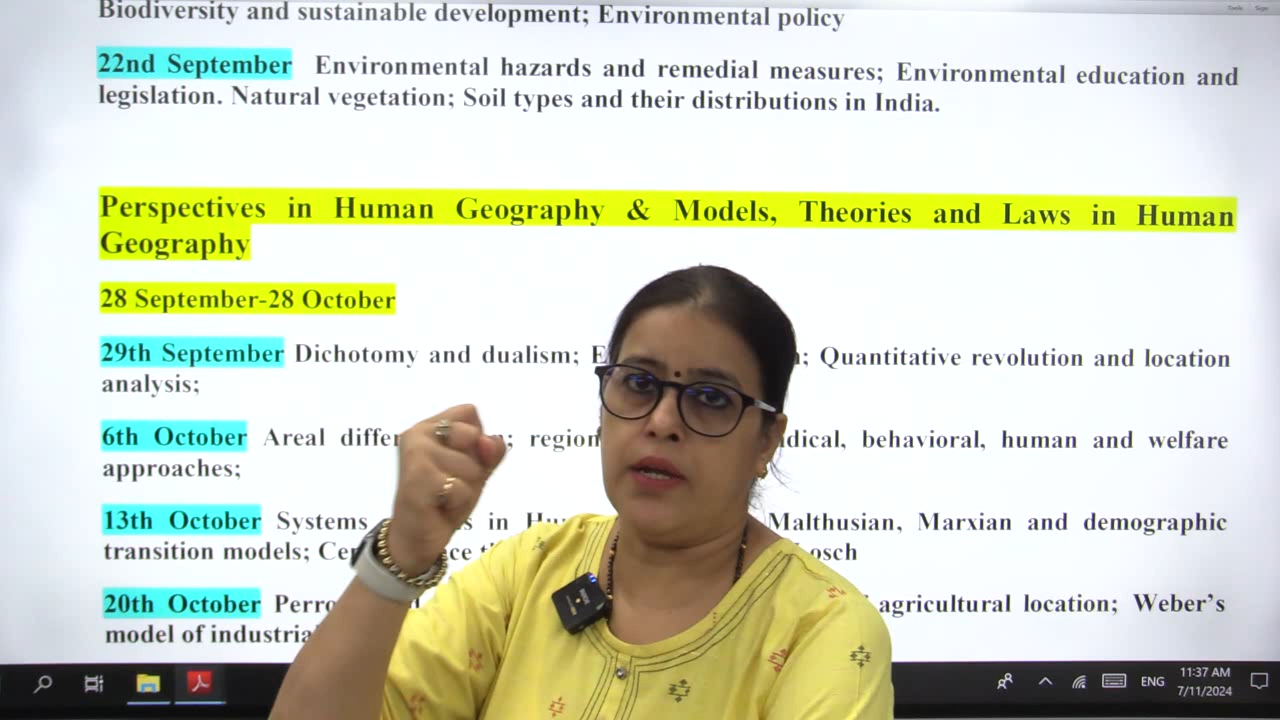 Biodiversity and sustainable development; Environmental policy
22nd September Environmental hazards and remedial measures; Environmental education and
legislation. Natural vegetation; Soil types and their distributions in India.
Perspectives in Human Geography & Models, Theories and Laws in Human
Geography
28 September-28 October
29th September Dichotomy and dualism; Quantitative revolution and location
analysis;
6th October Areal behavioral, human and welfare
approaches;
13th October Systems in Malthusian, Marxian and demographic
transition models;
20th October agricultural location; Weber's
model of
Tools Sign
ENG
11:37 AM
7/11/2024